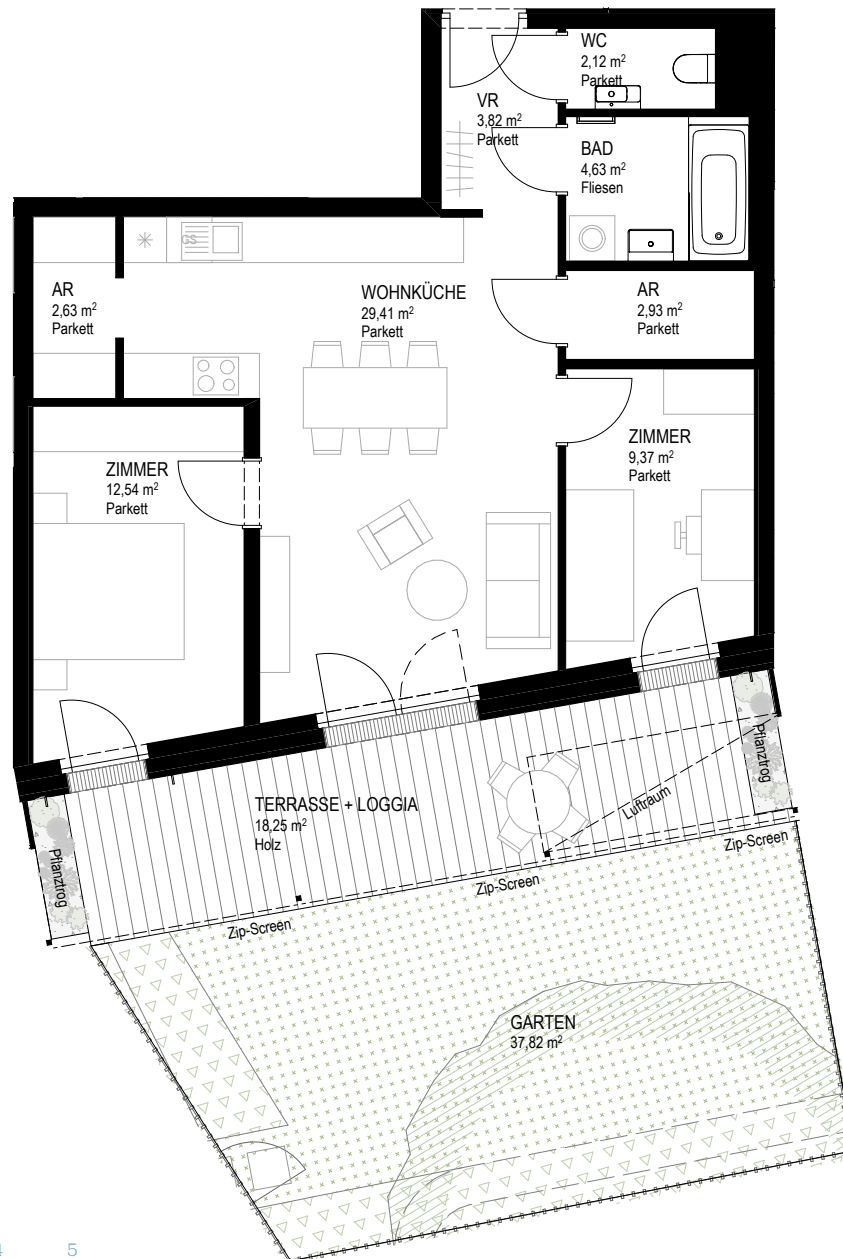 WC
2,12 m²
Parkett
VR
3,82 m²
Parkett
BAD
4,63 m²
Fliesen
GS
AR
2,63 m²
Parkett
WOHNKÜCHE
29,41 m²
Parkett
AR
2,93 m²
Parkett
ZIMMER
12,54 m²
Parkett
ZIMMER
9,37 m²
Parkett
Pflanztrog
TERRASSE + LOGGIA
18,25 m²
Holz
Luftraum
Pflanztrog
Zip-Screen
Zip-Screen
Zip-Screen
GARTEN
37,82 m²
4 5